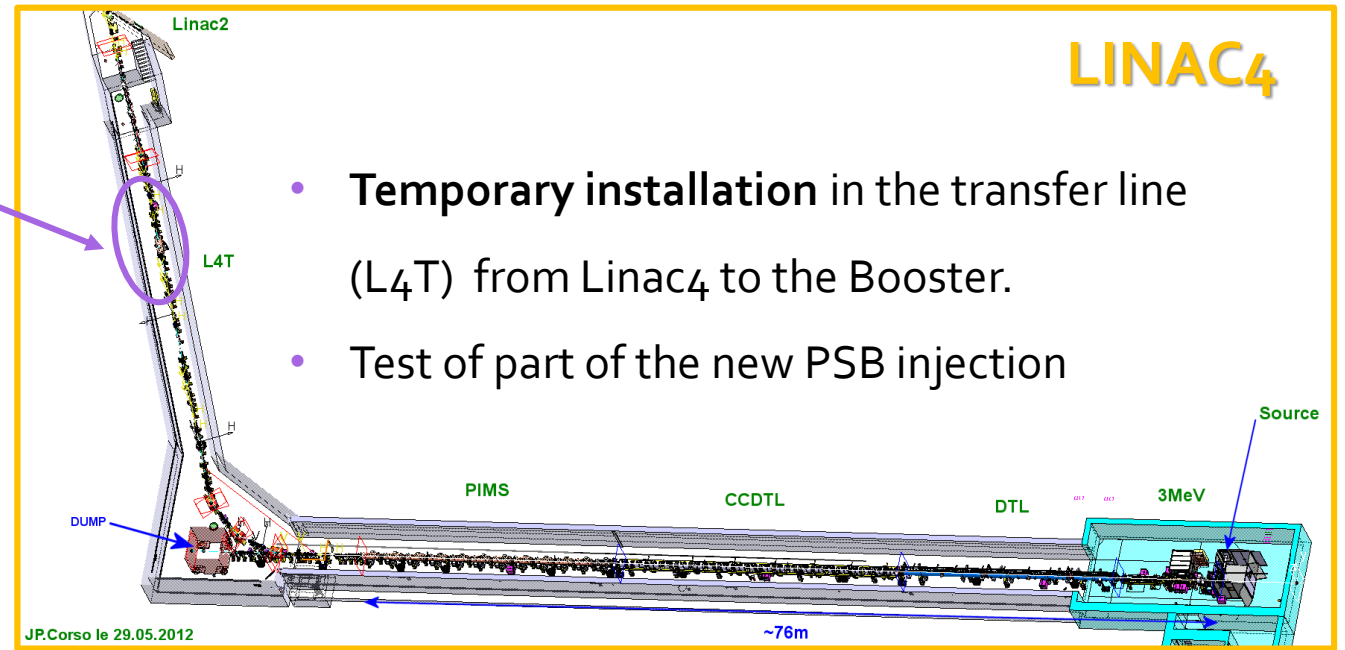 Linac2
LINAC4
• Temporary installation in the transfer line
(L4T) from Linac4 to the Booster.
• Test of part of the new PSB injection
H
L4T
H
Source
PIMS
CCDTL
DTL
3MeV
DUMP
H
~76m
JP.Corso le 29.05.2012